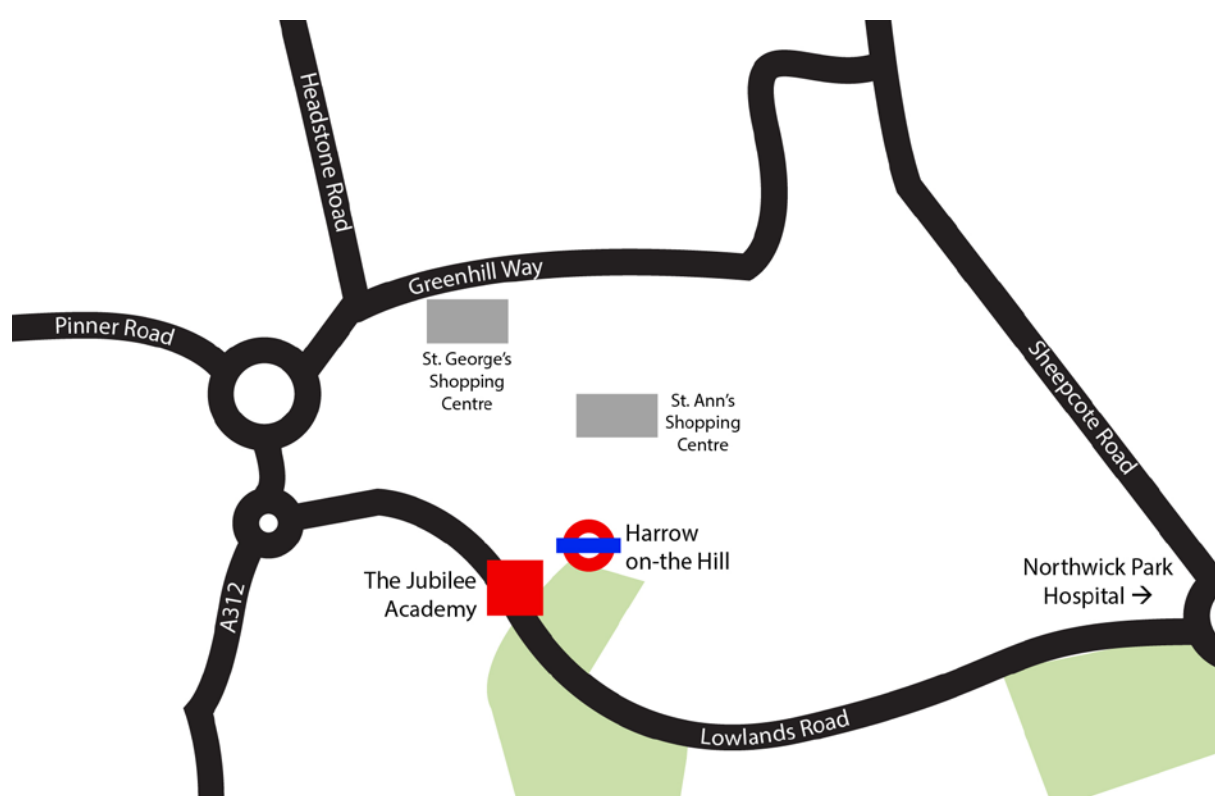 Headstone Road
Greenhill Way
Pinner Road
St. George's
Shopping
Centre
St. Ann's
Shopping
Centre
Sheepcote Road
Harrow
on-the Hill
The Jubilee
Academy
Northwick Park
Hospital →
A312
Lowlands Road